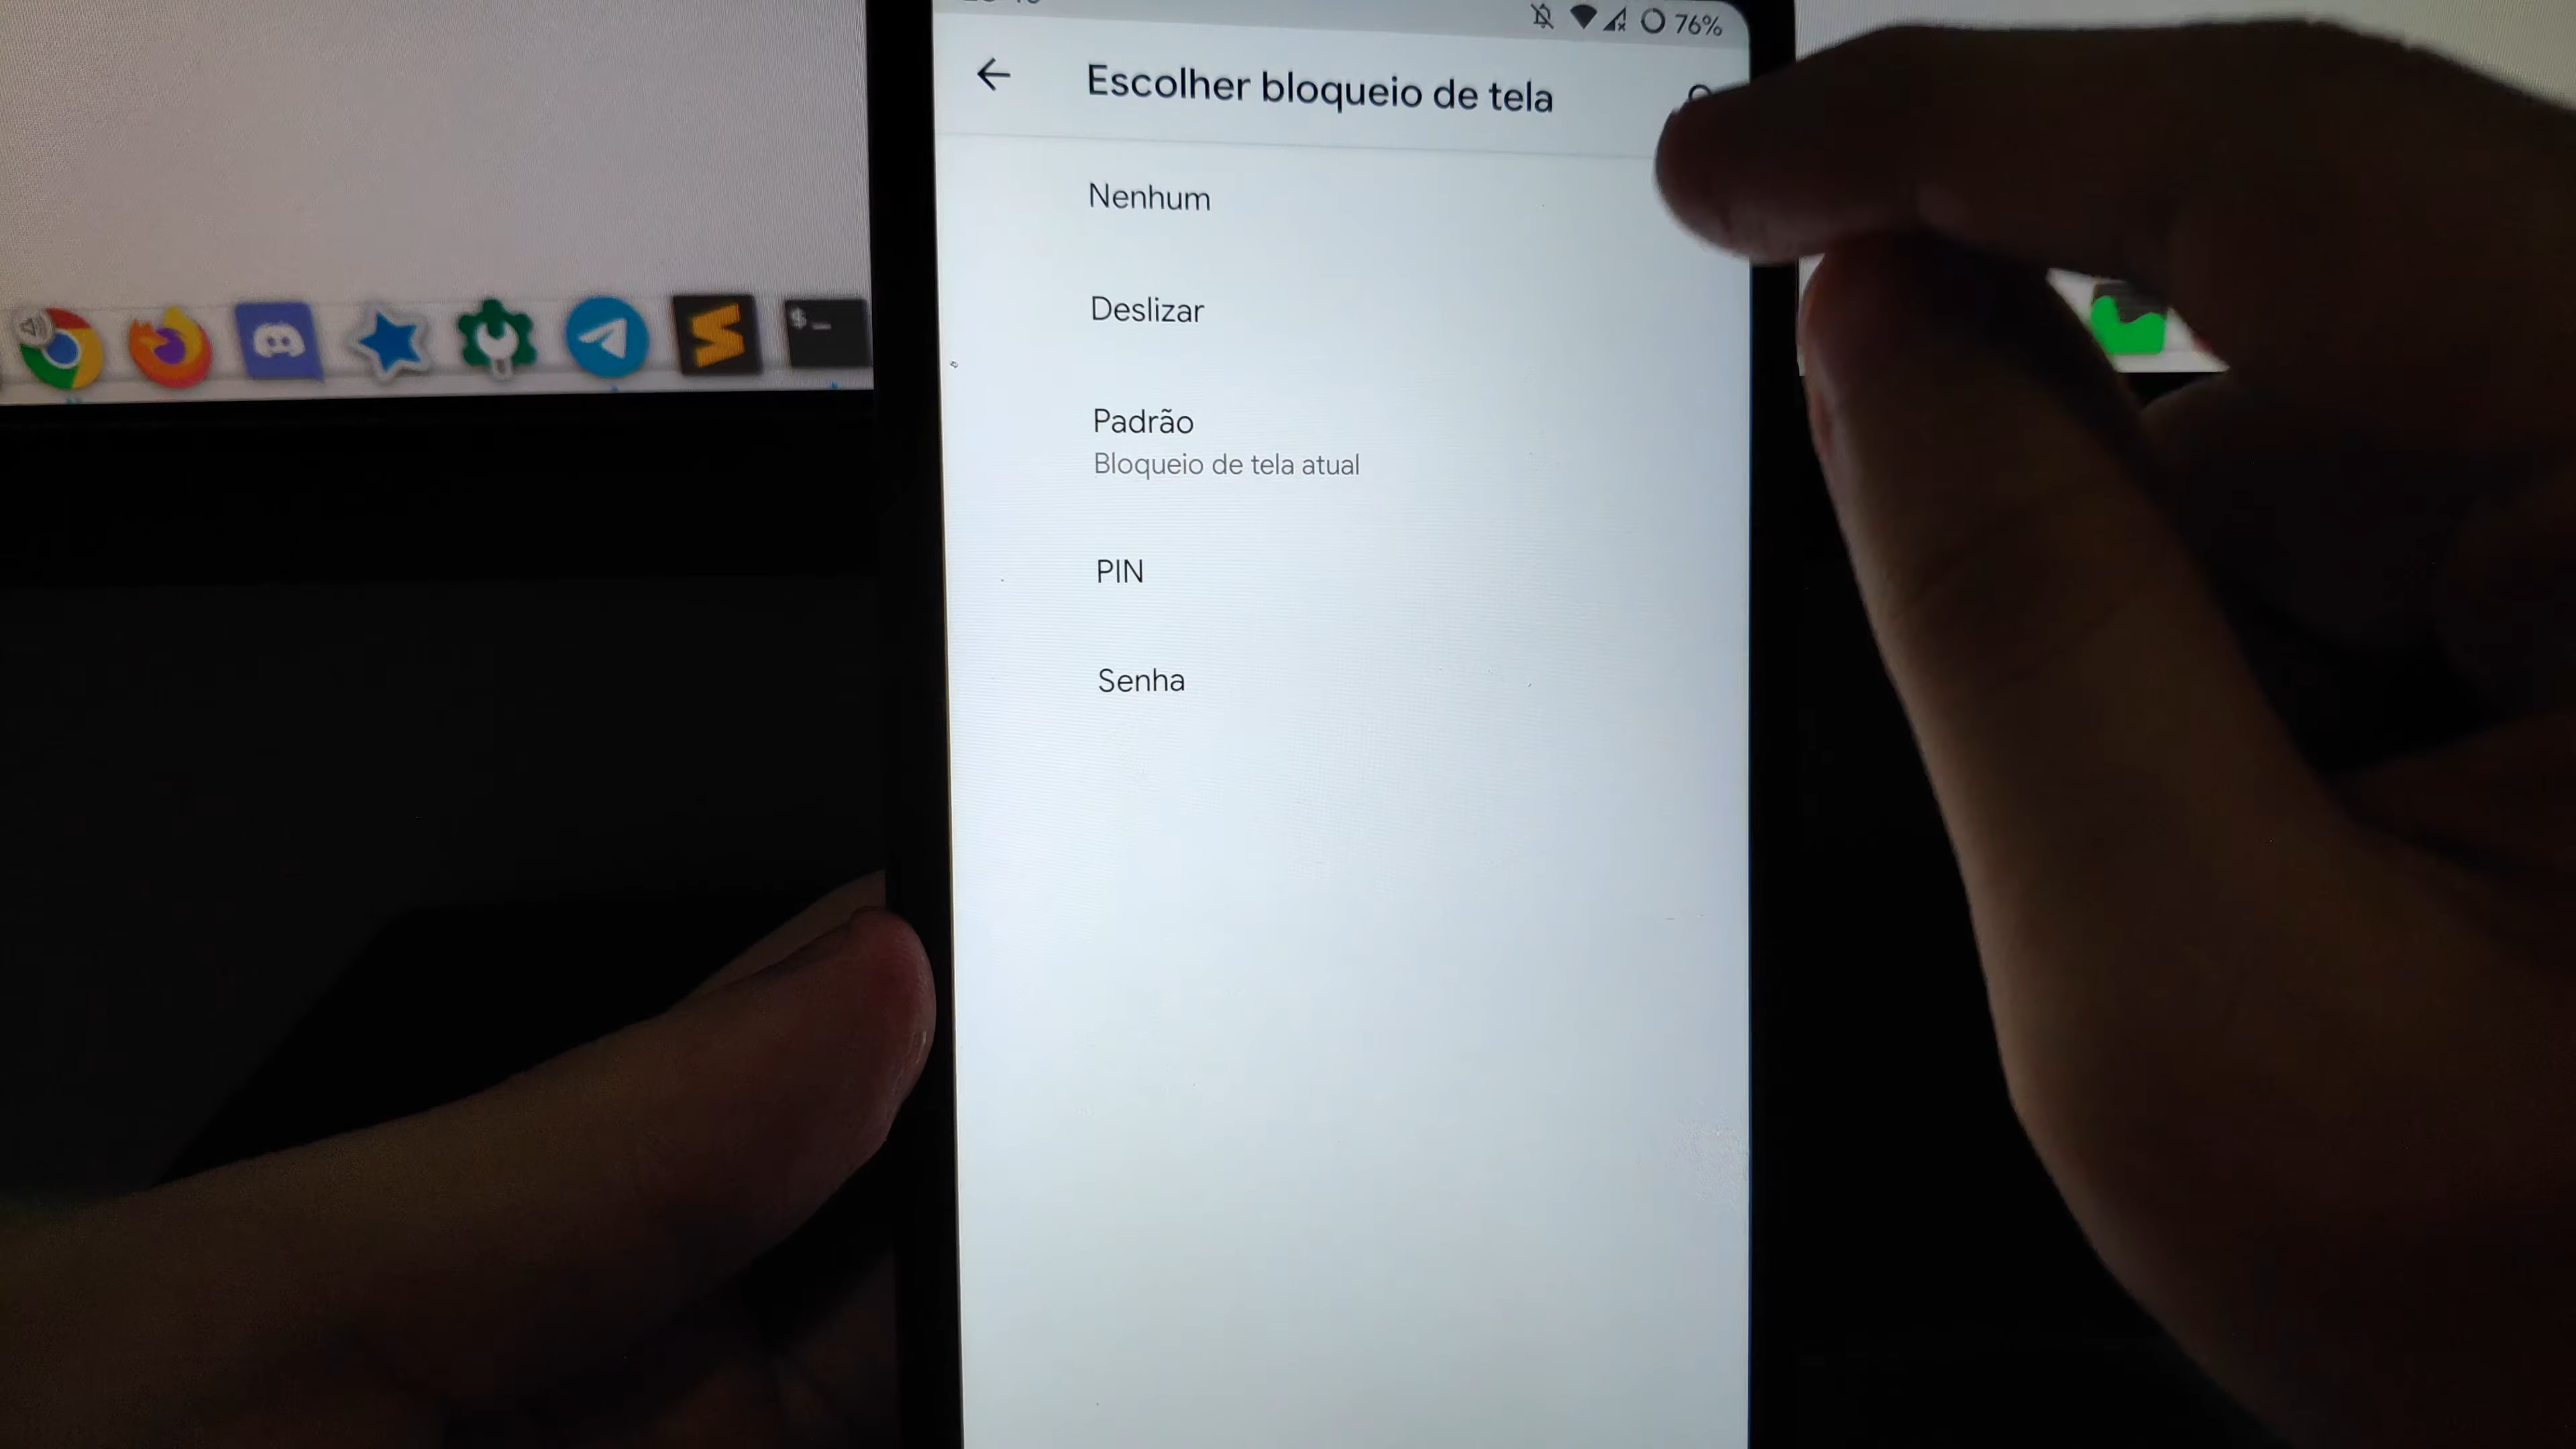 76%
Escolher bloqueio de tela
Nenhum
Deslizar
Padrão
Bloqueio de tela atual
PIN
Senha
$_